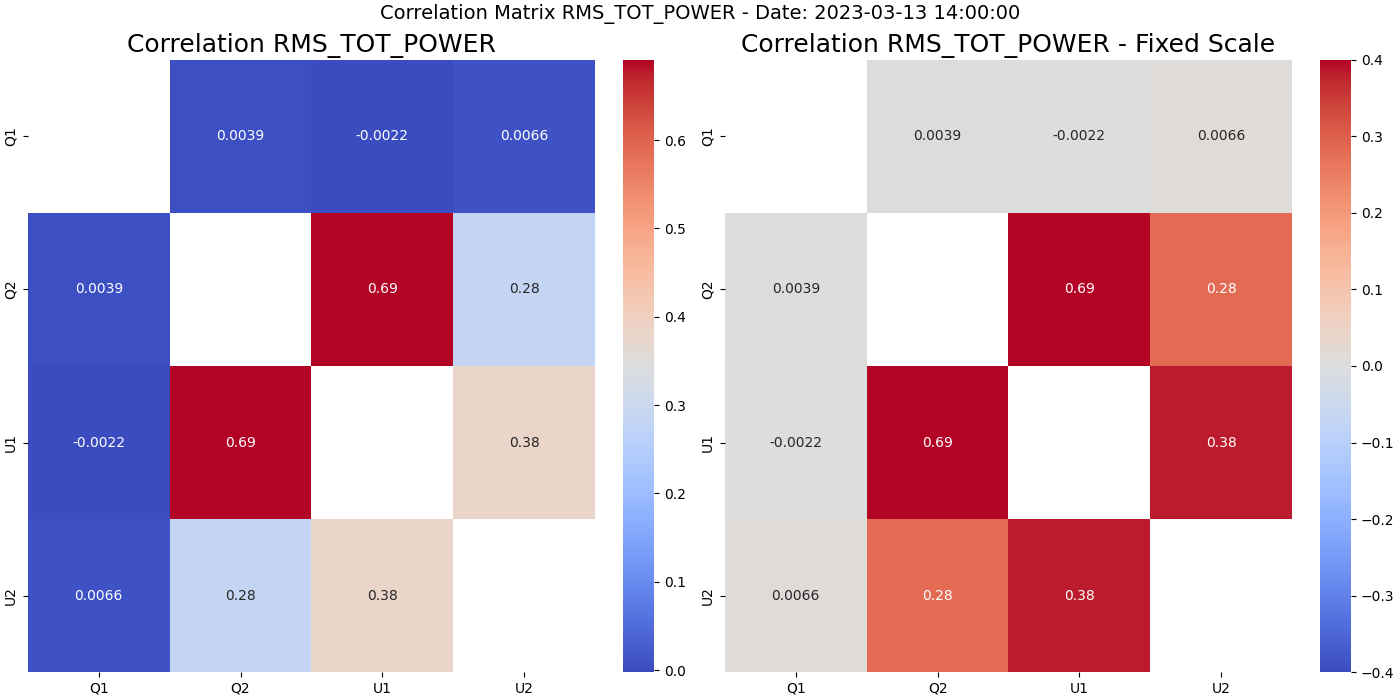 Correlation Matrix RMS_TOT_POWER - Date: 2023-03-13 14:00:00
Correlation RMS_TOT_POWER
Q1
0.0039 -0.0022 0.0066
Q2
0.0039 0.69 0.28
U1
-0.0022 0.69 0.38
U2
0.0066 0.28 0.38
Q1 Q2 U1 U2
0.6
0.5
0.4
0.3
0.2
0.1
0.0
Correlation RMS_TOT_POWER - Fixed Scale
Q1
0.0039 -0.0022 0.0066
Q2
0.0039 0.69 0.28
U1
-0.0022 0.69 0.38
U2
0.0066 0.28 0.38
Q1 Q2 U1 U2
0.4
0.3
0.2
0.1
0.0
−0.1
−0.2
−0.3
−0.4